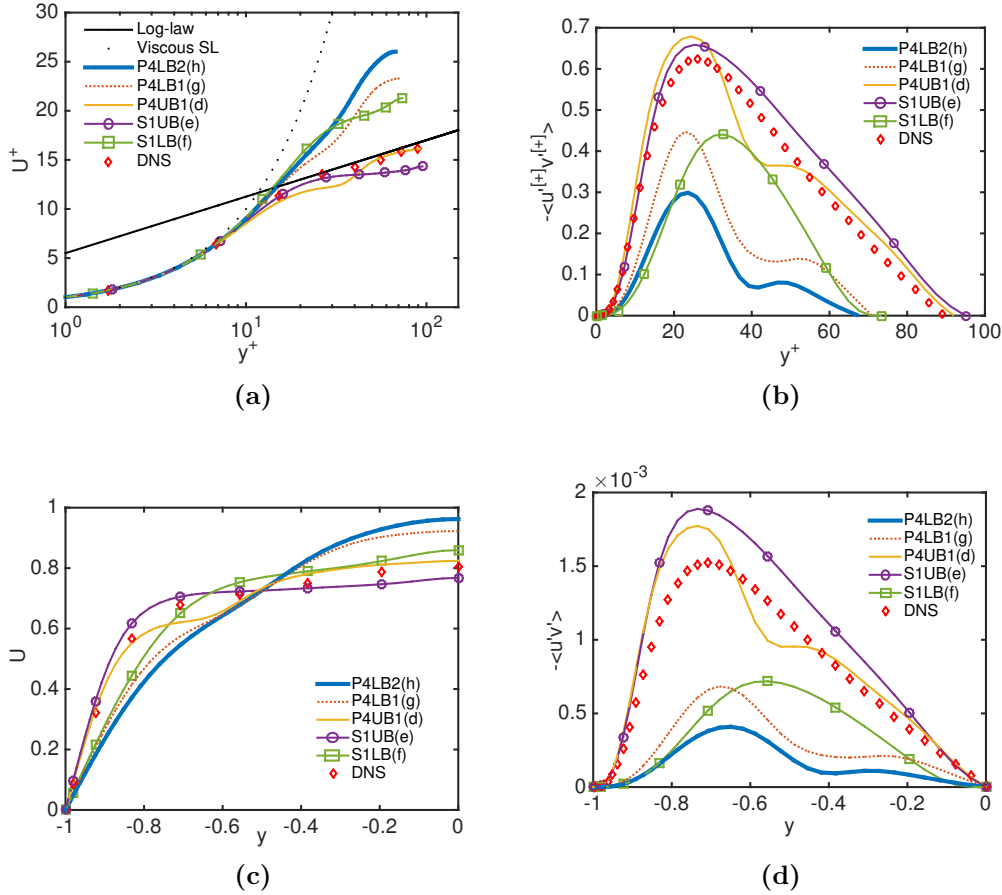 30
25
20
15
10
5
0
10^0
10^1
10^2
U^+
y^+
Log-law
Viscous SL
P4LB2(h)
P4LB1(g)
P4UB1(d)
S1UB(e)
S1LB(f)
DNS
(a)
0.7
0.6
0.5
0.4
0.3
0.2
0.1
0
0
20
40
60
80
100
-<u'^[+]v'^[+]>
y^+
P4LB2(h)
P4LB1(g)
P4UB1(d)
S1UB(e)
S1LB(f)
DNS
(b)
1
0.8
0.6
0.4
0.2
0
-1
-0.8
-0.6
-0.4
-0.2
0
U
y
P4LB2(h)
P4LB1(g)
P4UB1(d)
S1UB(e)
S1LB(f)
DNS
(c)
×10^-3
2
1.5
1
0.5
0
-1
-0.8
-0.6
-0.4
-0.2
0
-<u'v'>
y
P4LB2(h)
P4LB1(g)
P4UB1(d)
S1UB(e)
S1LB(f)
DNS
(d)